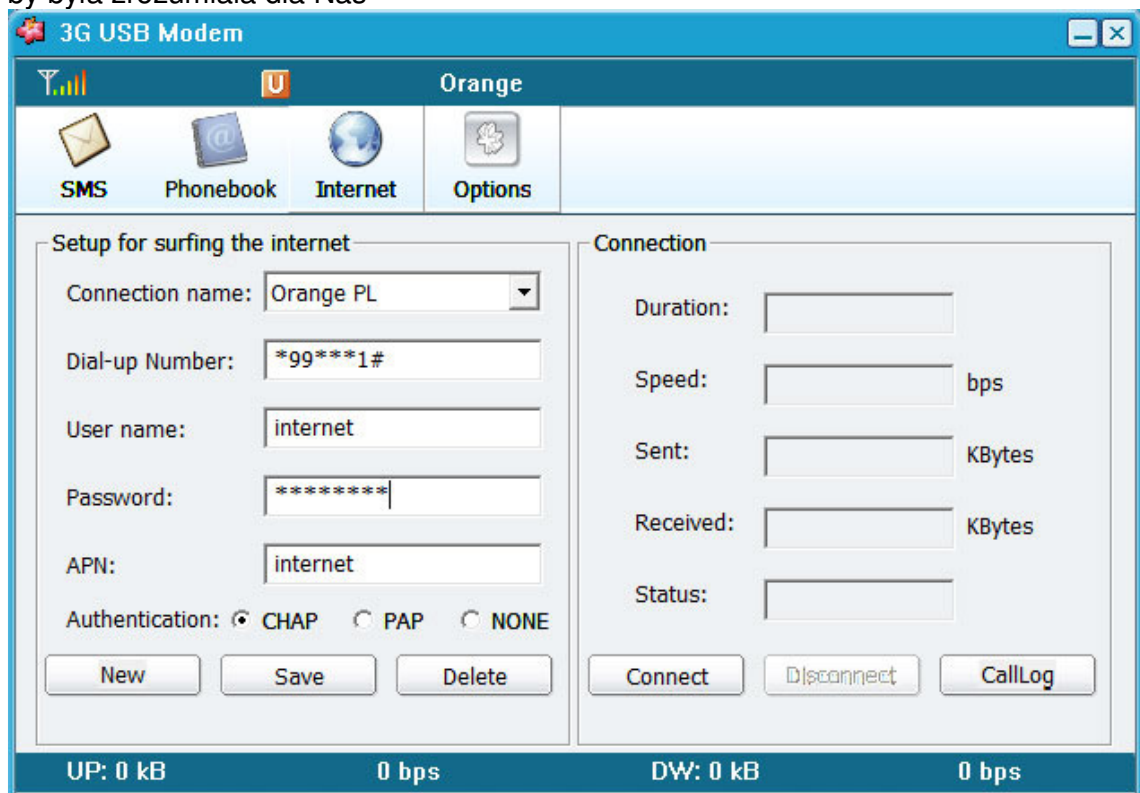 by była zrozumiała dla Nas
3G USB Modem
U Orange
SMS Phonebook Internet Options
Setup for surfing the internet
Connection name: Orange PL
Dial-up Number: *99***1#
User name: internet
Password: ********
APN: internet
Authentication: CHAP PAP NONE
New Save Delete
Connection
Duration:
Speed: bps
Sent: KBytes
Received: KBytes
Status:
Connect Disconnect CallLog
UP: 0 kB 0 bps DW: 0 kB 0 bps